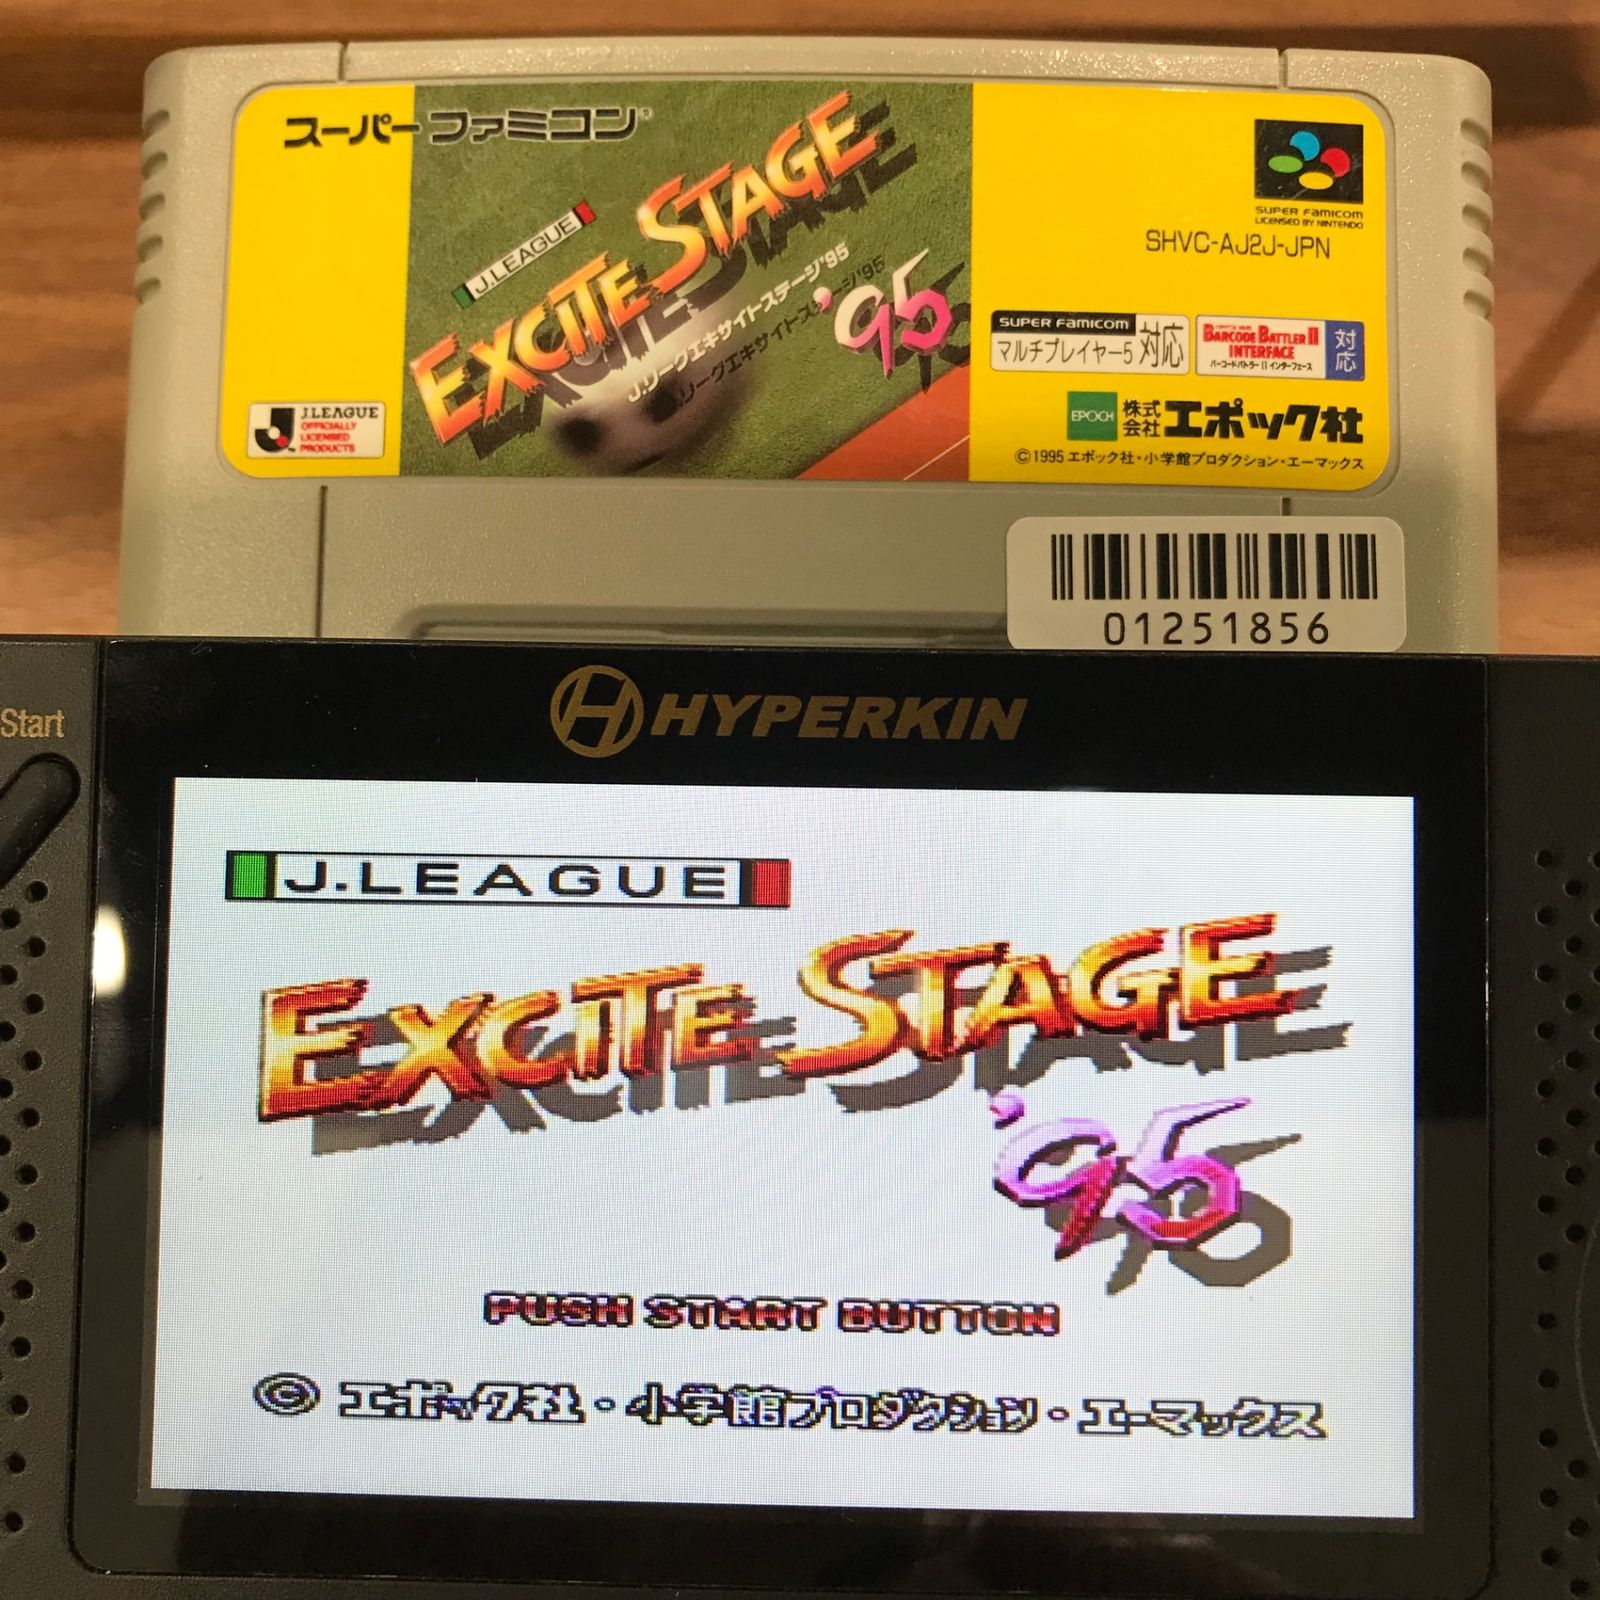 スーパーファミコン
J.LEAGUE
EXCITE STAGE
'95
J.リーグエキサイトステージ'95
SUPER FAMICOM
LICENSED BY NINTENDO
SHVC-AJ2J-JPN
SUPER FAMICOM
マルチプレイヤー5 対応
BARCODE BATTLER II
INTERFACE
バーコードバトラーIIインターフェース
対応
J.LEAGUE
OFFICIALLY
LICENSED
PRODUCTS
EPOCH 株式会社エポック社
©1995 エポック社・小学館プロダクション・エーマックス
01251856
Start
HYPERKIN
J.LEAGUE
EXCITE STAGE
'95
PUSH START BUTTON
© エポック社・小学館プロダクション・エーマックス